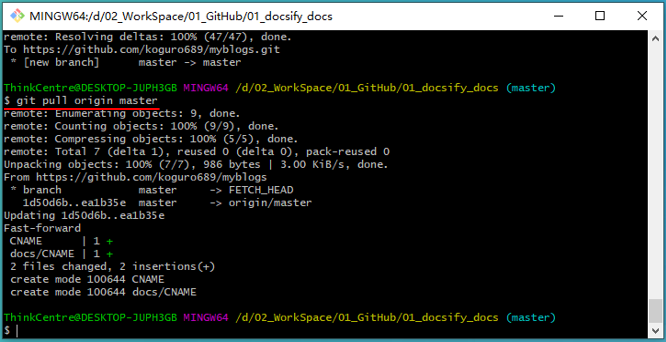 MINGW64:/d/02_WorkSpace/01_GitHub/01_docsify_docs
remote: Resolving deltas: 100% (47/47), done.
To https://github.com/koguro689/myblogs.git
 * [new branch]      master -> master
ThinkCentre@DESKTOP-JUPH3GB MINGW64 /d/02_WorkSpace/01_GitHub/01_docsify_docs (master)
$ git pull origin master
remote: Enumerating objects: 9, done.
remote: Counting objects: 100% (9/9), done.
remote: Compressing objects: 100% (5/5), done.
remote: Total 7 (delta 1), reused 0 (delta 0), pack-reused 0
Unpacking objects: 100% (7/7), 986 bytes | 3.00 KiB/s, done.
From https://github.com/koguro689/myblogs
 * branch            master     -> FETCH_HEAD
   1d50d6b..ea1b35e  master     -> origin/master
Updating 1d50d6b..ea1b35e
Fast-forward
 CNAME      | 1 +
 docs/CNAME | 1 +
 2 files changed, 2 insertions(+)
 create mode 100644 CNAME
 create mode 100644 docs/CNAME
ThinkCentre@DESKTOP-JUPH3GB MINGW64 /d/02_WorkSpace/01_GitHub/01_docsify_docs (master)
$